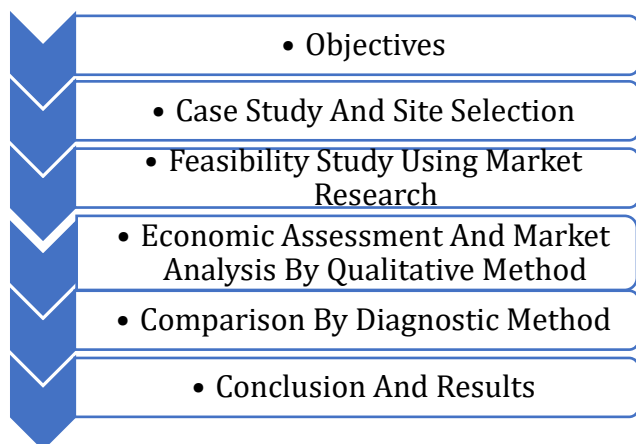 • Objectives
• Case Study And Site Selection
• Feasibility Study Using Market
Research
• Economic Assessment And Market
Analysis By Qualitative Method
• Comparison By Diagnostic Method
• Conclusion And Results